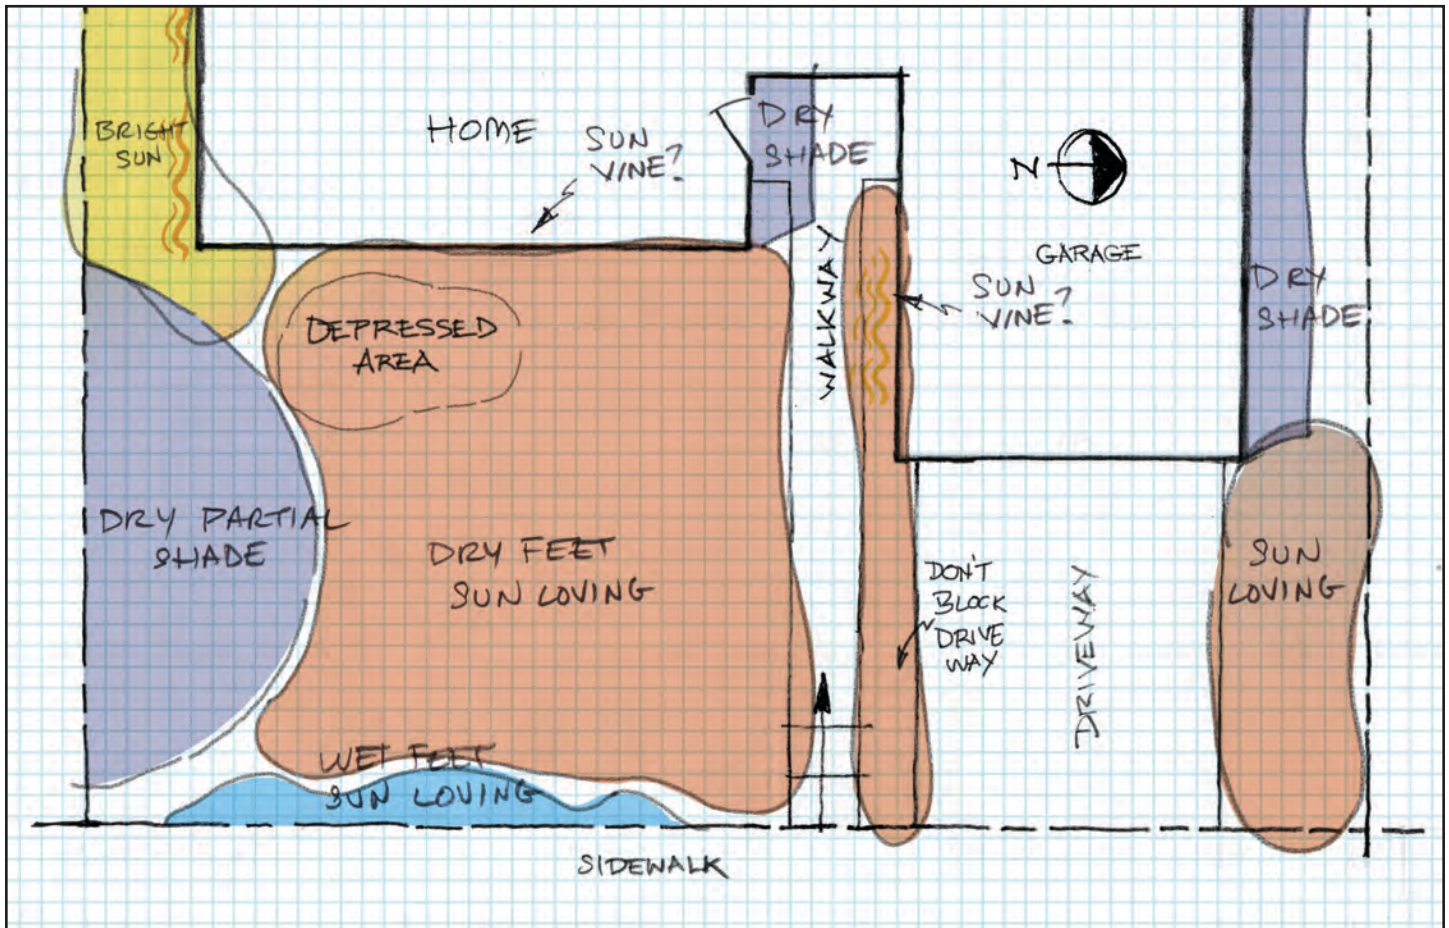 HOME
SUN
VINE?
DRY
SHADE
BRIGHT
SUN
N
GARAGE
SUN
VINE?
DRY
SHADE
DEPRESSED
AREA
WALKWAY
DRY PARTIAL
SHADE
DRY FEET
SUN LOVING
DON'T
BLOCK
DRIVE
WAY
DRIVEWAY
SUN
LOVING
WET FEET
SUN LOVING
SIDEWALK